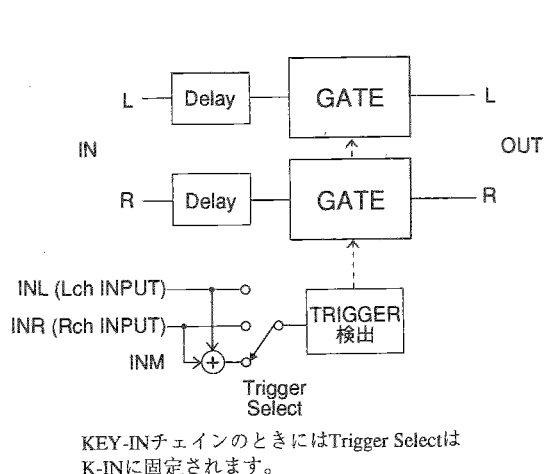 L Delay GATE L
IN OUT
R Delay GATE R
INL (Lch INPUT)
INR (Rch INPUT)
INM
TRIGGER
検出
Trigger
Select
KEY-INチェインのときにはTrigger Selectは
K-INに固定されます。